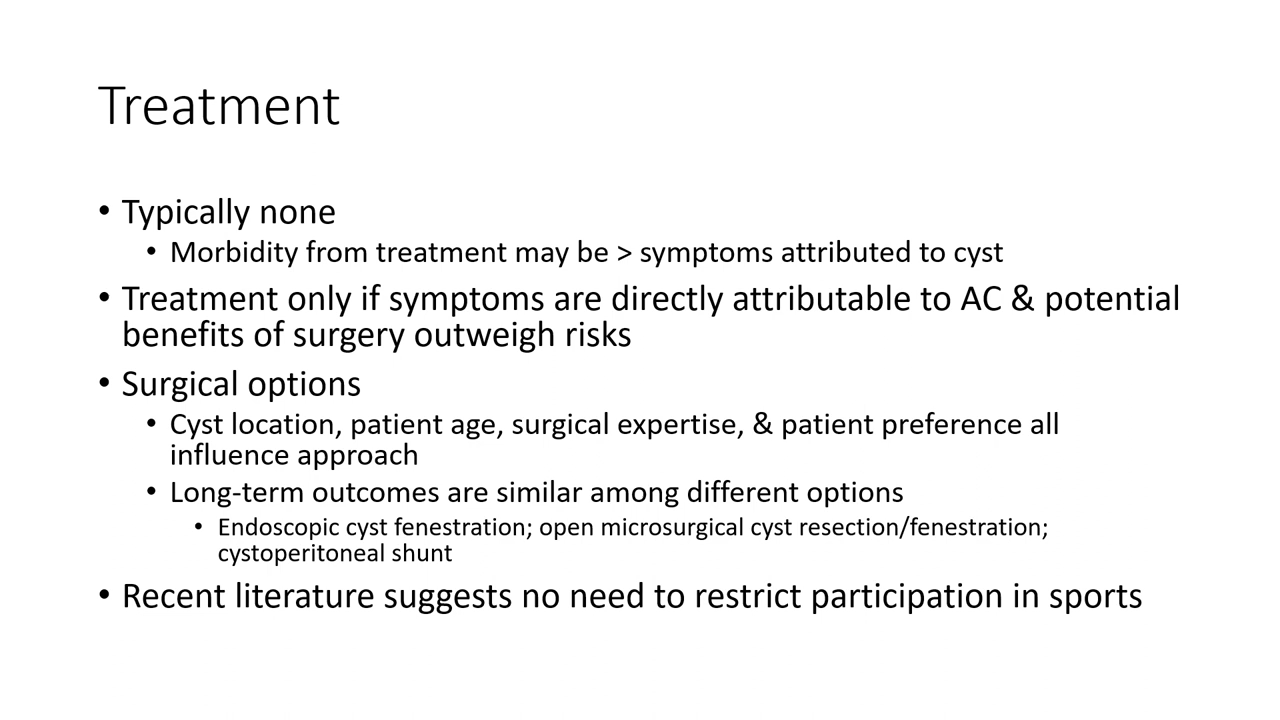 Treatment
• Typically none
• Morbidity from treatment may be > symptoms attributed to cyst
• Treatment only if symptoms are directly attributable to AC & potential
benefits of surgery outweigh risks
• Surgical options
• Cyst location, patient age, surgical expertise, & patient preference all
influence approach
• Long-term outcomes are similar among different options
• Endoscopic cyst fenestration; open microsurgical cyst resection/fenestration;
cystoperitoneal shunt
• Recent literature suggests no need to restrict participation in sports